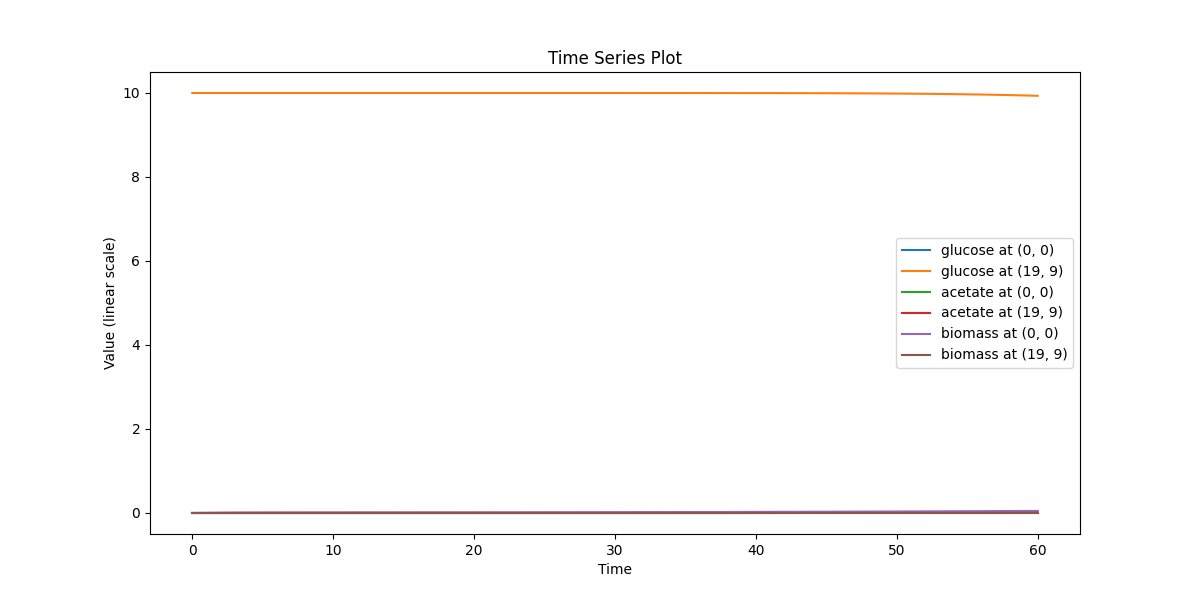 Time Series Plot
10
8
6
4
2
0
Value (linear scale)
glucose at (0, 0)
glucose at (19, 9)
acetate at (0, 0)
acetate at (19, 9)
biomass at (0, 0)
biomass at (19, 9)
0 10 20 30 40 50 60
Time